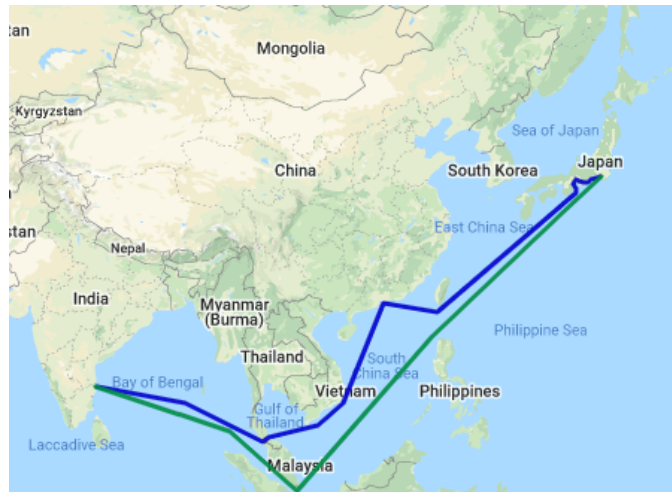 stan
Mongolia
Kyrgyzstan
Sea of Japan
Japan
China
South Korea
stan
East China Sea
Nepal
India
Myanmar
(Burma)
Philippine Sea
Thailand
South
China Sea
Bay of Bengal
Vietnam
Philippines
Gulf of
Thailand
Laccadive Sea
Malaysia